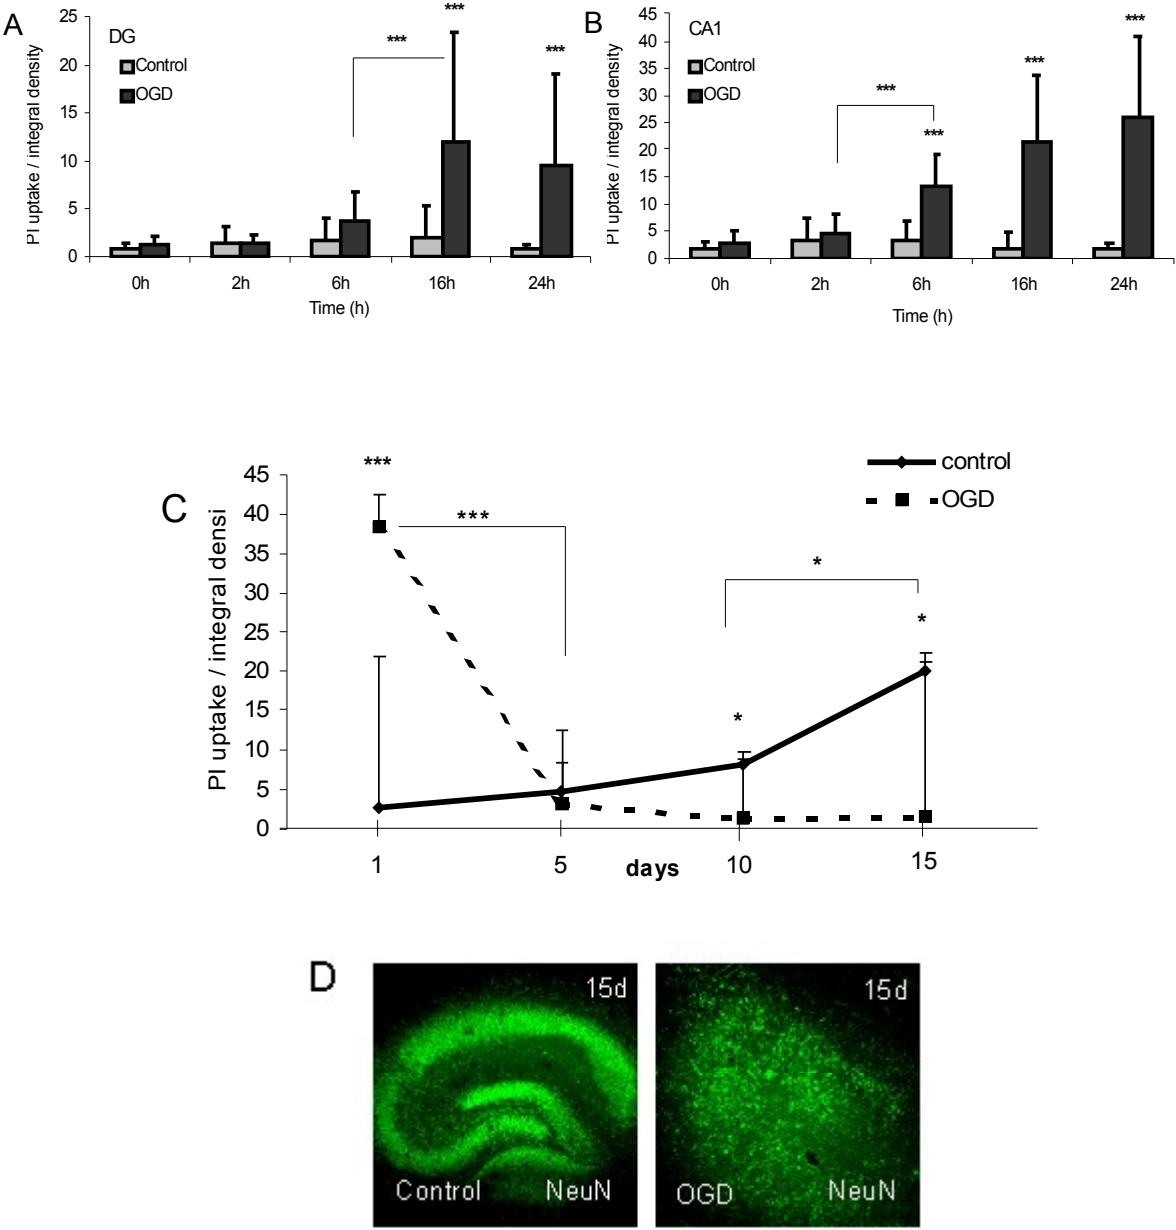 A
DG
Control
OGD
PI uptake / integral density
25
20
15
10
5
0
***
***
***
0h 2h 6h 16h 24h
Time (h)
B
CA1
Control
OGD
PI uptake / integral density
45
40
35
30
25
20
15
10
5
0
***
***
***
***
0h 2h 6h 16h 24h
Time (h)
C
control
OGD
PI uptake / integral densi
45
40
35
30
25
20
15
10
5
0
***
***
*
*
*
1 5 10 15
days
D
15d
Control NeuN
15d
OGD NeuN